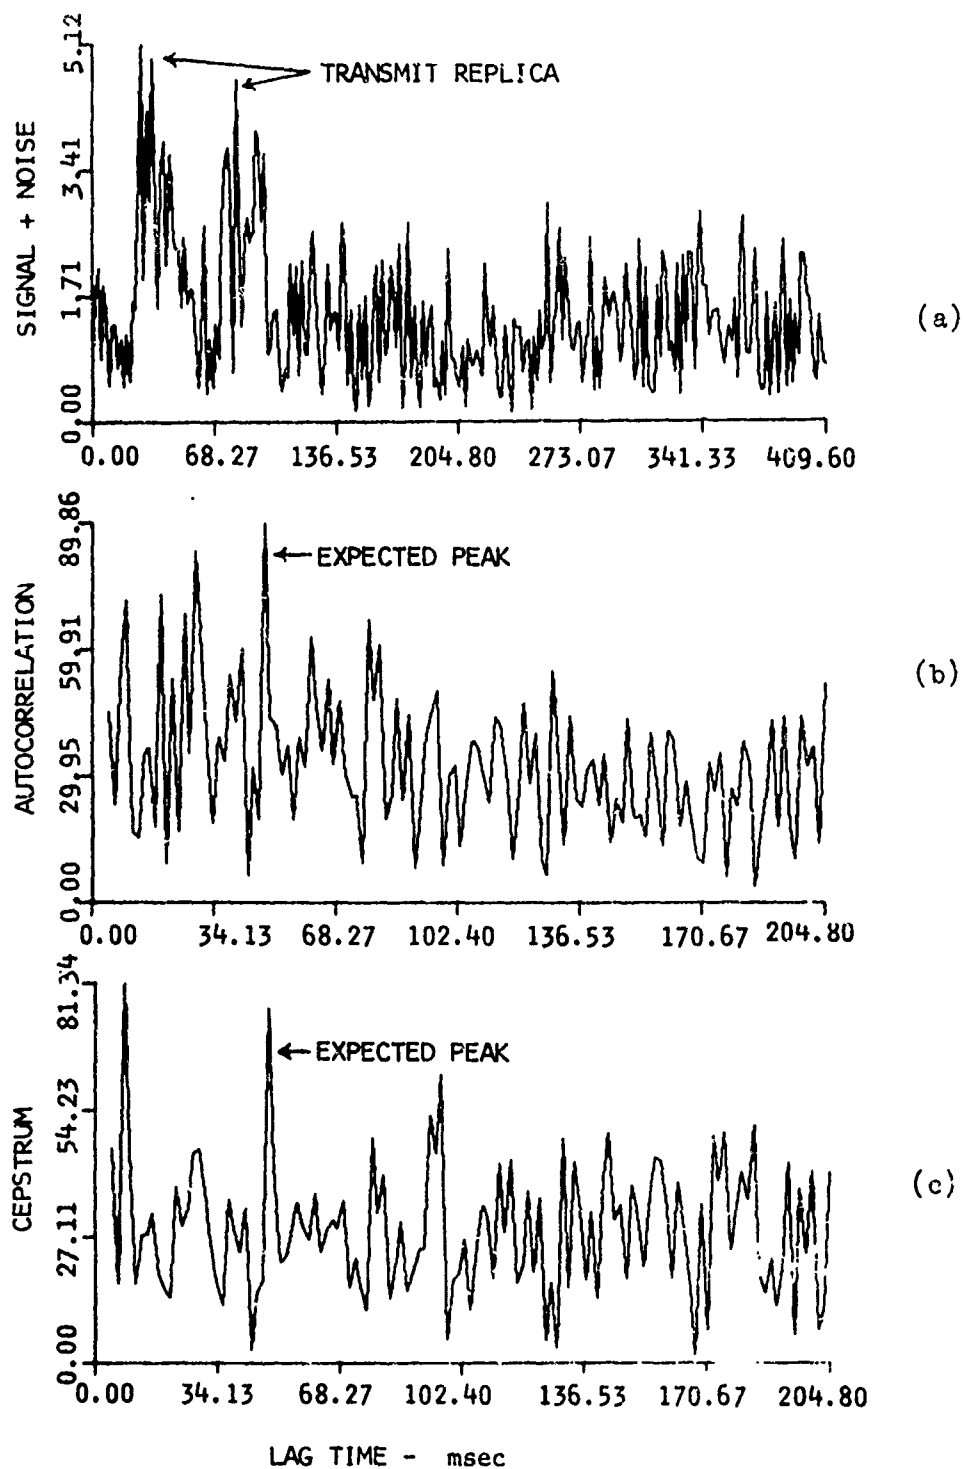 TRANSMIT REPLICA
SIGNAL + NOISE
5.12
3.41
1.71
0.00
0.00 68.27 136.53 204.80 273.07 341.33 409.60
(a)
EXPECTED PEAK
AUTOCORRELATION
89.86
59.91
29.95
0.00
0.00 34.13 68.27 102.40 136.53 170.67 204.80
(b)
EXPECTED PEAK
CEPSTRUM
81.34
54.23
27.11
0.00
0.00 34.13 68.27 102.40 136.53 170.67 204.80
(c)
LAG TIME - msec